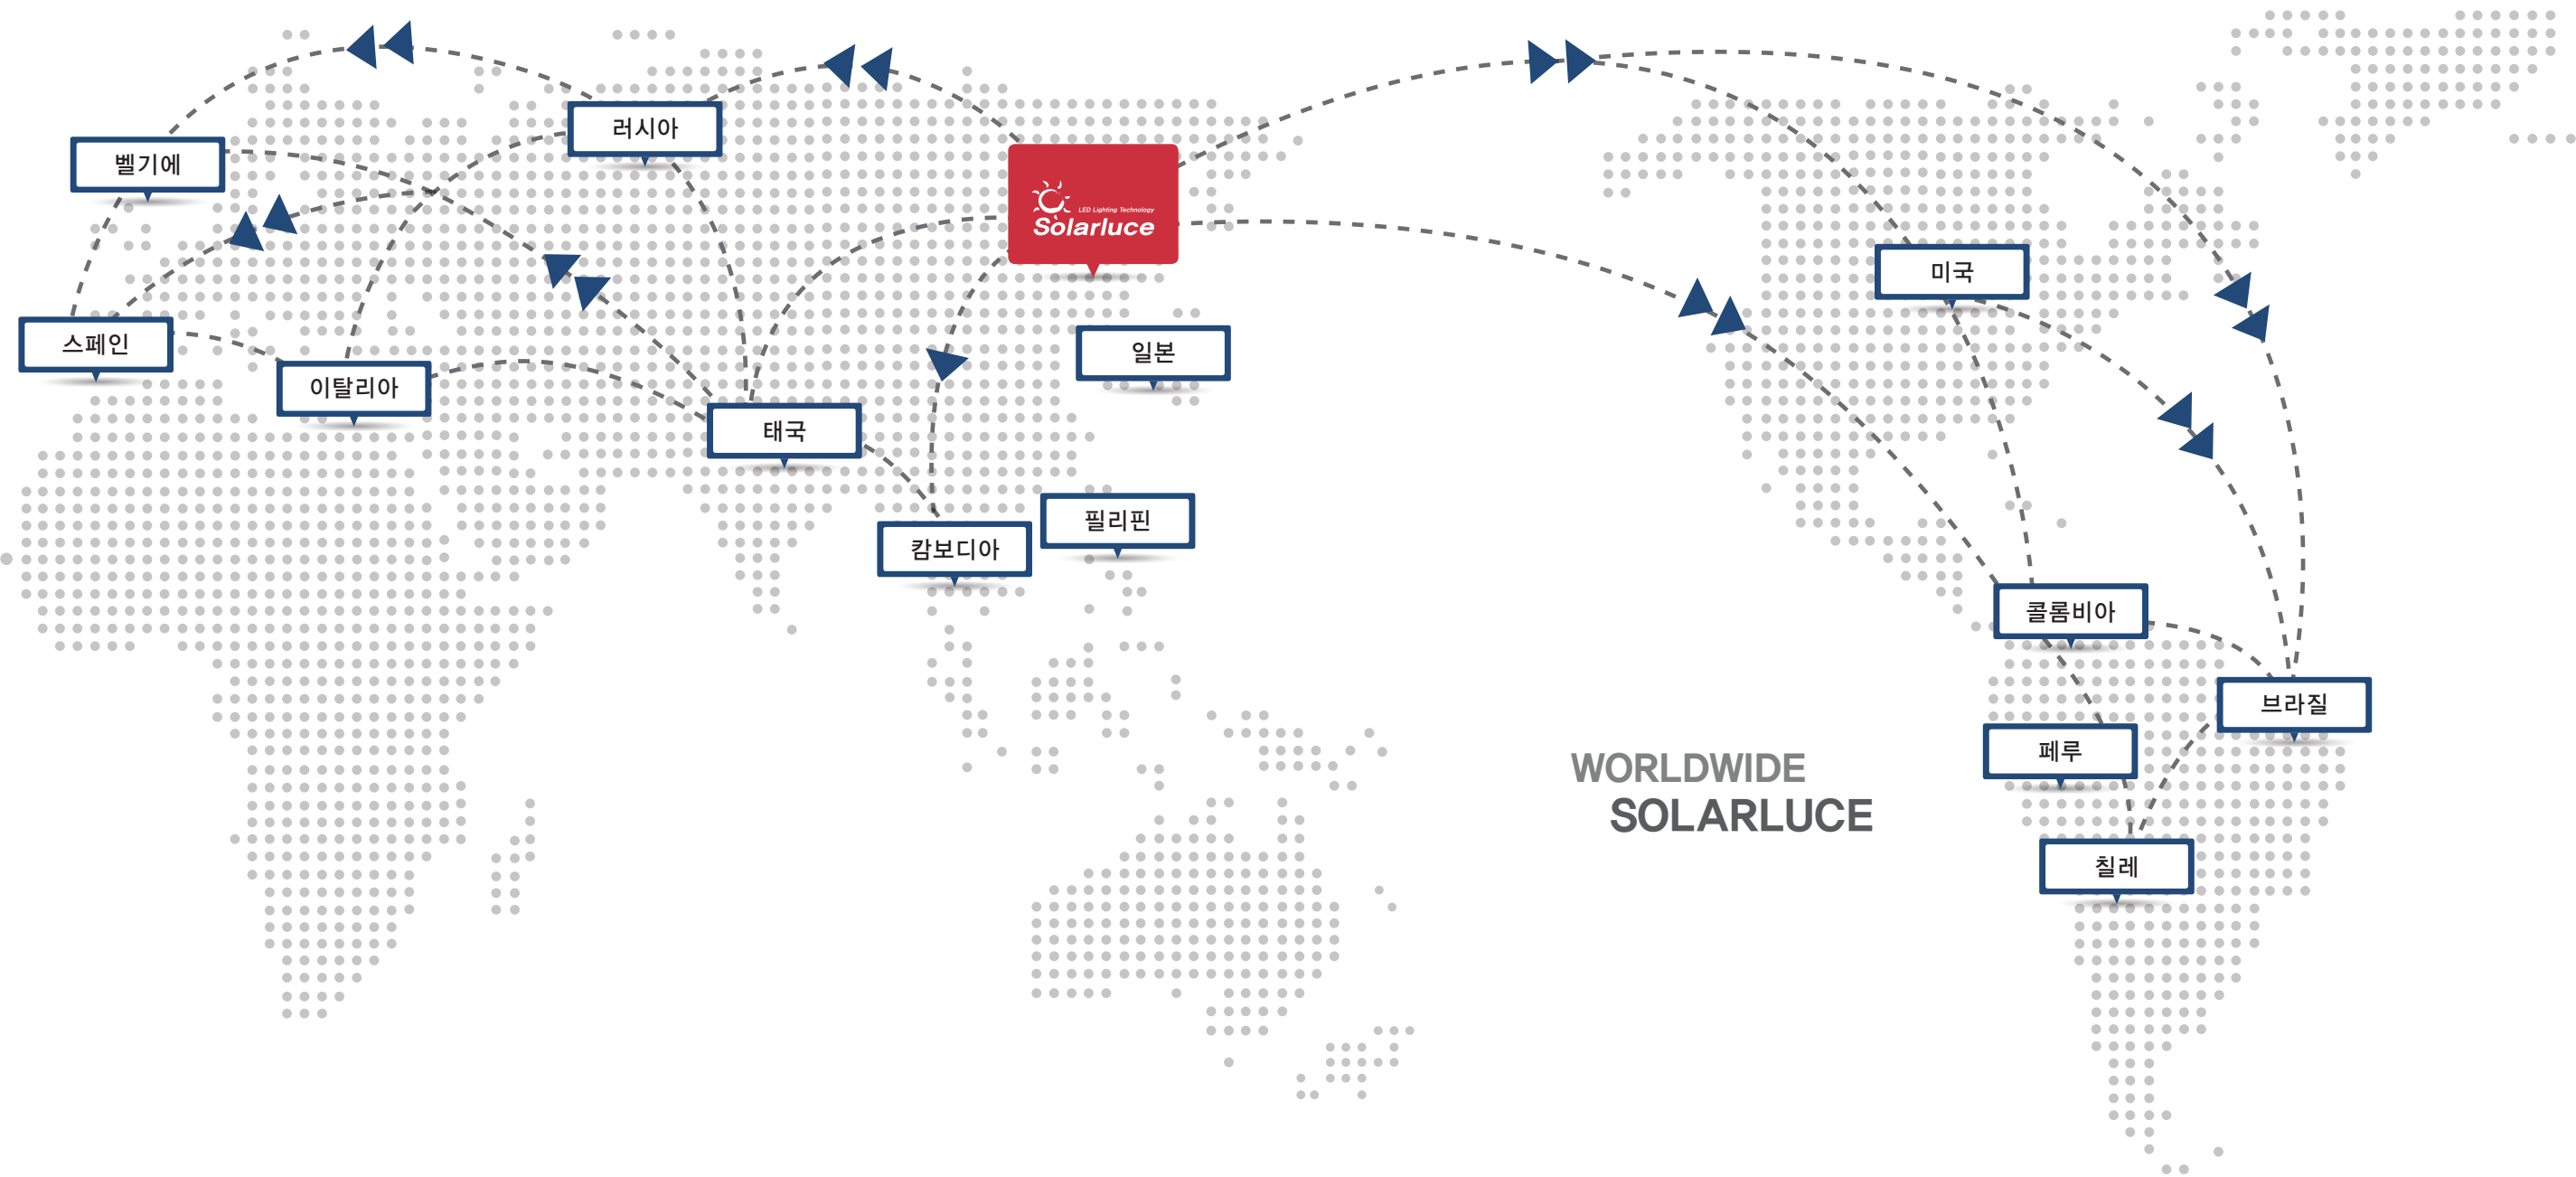 러시아
벨기에
LED Lighting Technology
Solarluce
미국
스페인
일본
이탈리아
태국
필리핀
캄보디아
콜롬비아
브라질
페루
WORLDWIDE
SOLARLUCE
칠레